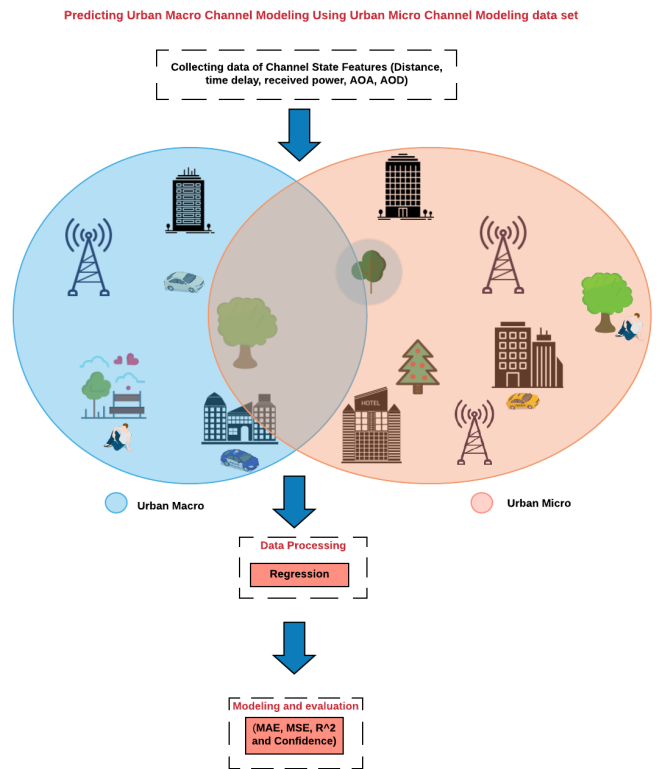 Predicting Urban Macro Channel Modeling Using Urban Micro Channel Modeling data set
Collecting data of Channel State Features (Distance,
time delay, received power, AOA, AOD)
HOTEL
Urban Macro
Urban Micro
Data Processing
Regression
Modeling and evaluation
(MAE, MSE, R^2
and Confidence)